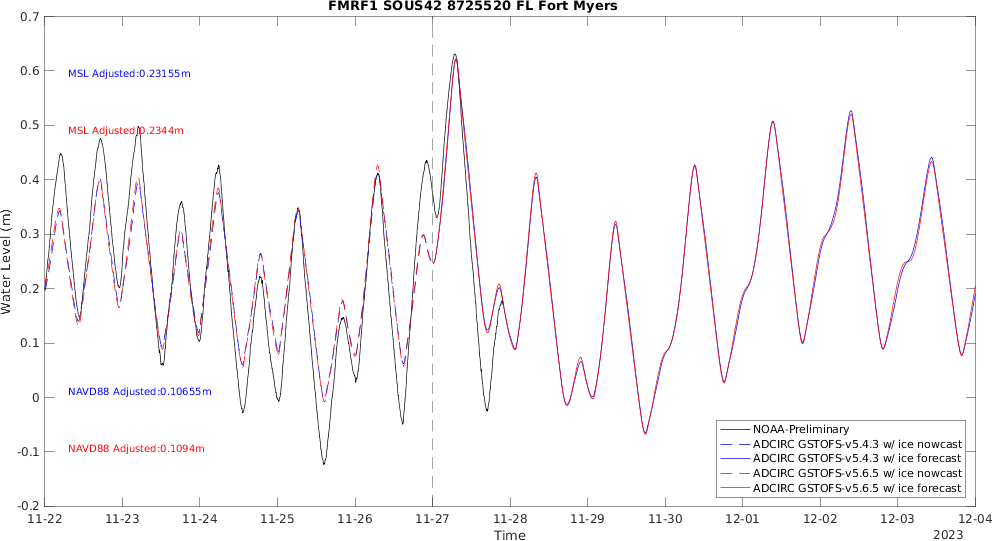 FMRF1 SOUS42 8725520 FL Fort Myers
0.7
0.6
0.5
0.4
0.3
0.2
0.1
0
-0.1
-0.2
Water Level (m)
MSL Adjusted:0.23155m
MSL Adjusted:0.2344m
NAVD88 Adjusted:0.10655m
NAVD88 Adjusted:0.1094m
NOAA-Preliminary
ADCIRC GSTOFS-v5.4.3 w/ ice nowcast
ADCIRC GSTOFS-v5.4.3 w/ ice forecast
ADCIRC GSTOFS-v5.6.5 w/ ice nowcast
ADCIRC GSTOFS-v5.6.5 w/ ice forecast
11-22 11-23 11-24 11-25 11-26 11-27 11-28 11-29 11-30 12-01 12-02 12-03 12-04
Time
2023